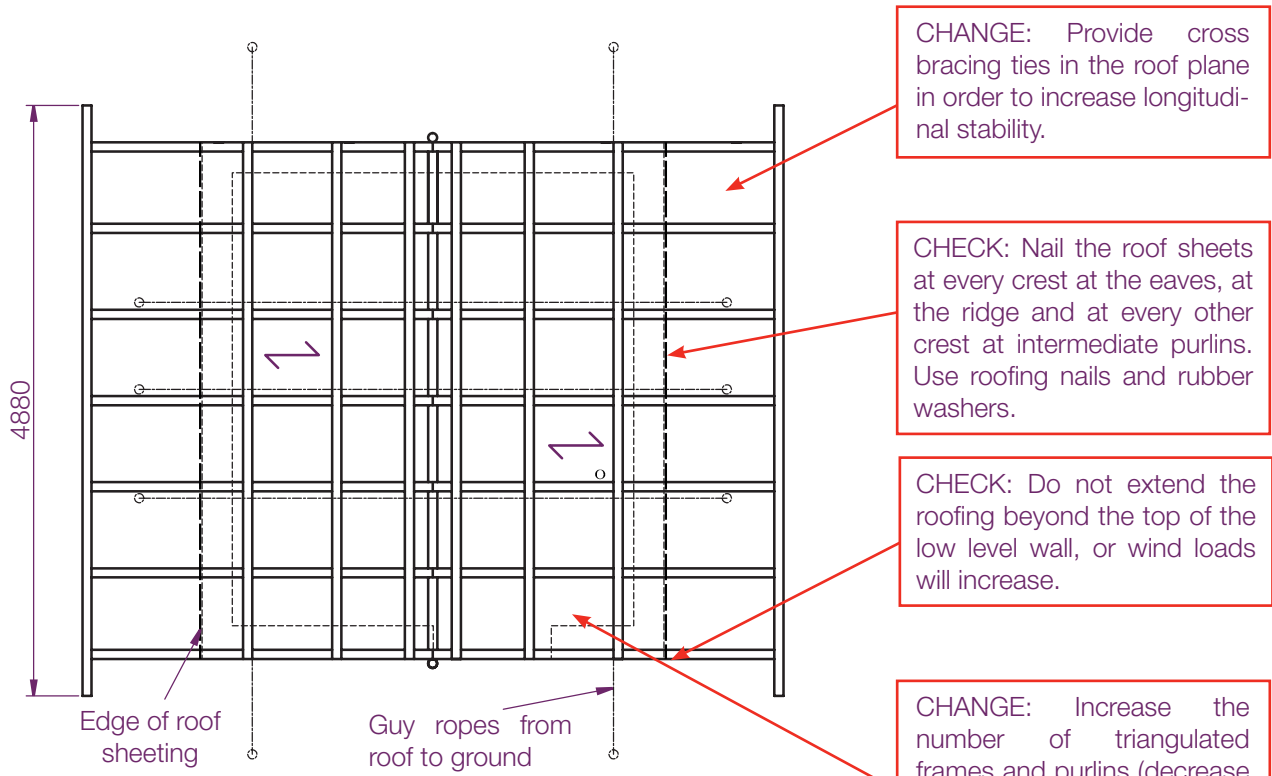 CHANGE: Provide cross
bracing ties in the roof plane
in order to increase longitudi-
nal stability.
CHECK: Nail the roof sheets
at every crest at the eaves, at
the ridge and at every other
crest at intermediate purlins.
Use roofing nails and rubber
washers.
4880
CHECK: Do not extend the
roofing beyond the top of the
low level wall, or wind loads
will increase.
Edge of roof
sheeting
Guy ropes from
roof to ground
CHANGE: Increase the
number of triangulated
frames and purlins (decrease